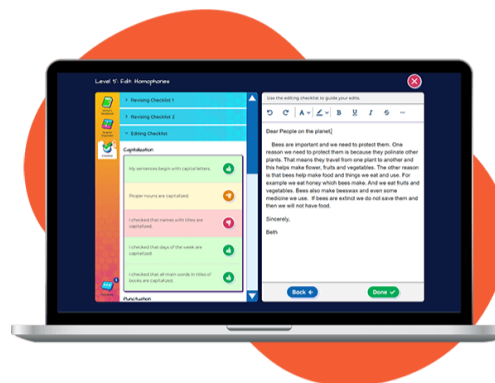 Level 5: Edit Homophones
Revising Checklist 1
Revising Checklist 2
Editing Checklist
Capitalization
My sentences begin with capital letters.
Proper nouns are capitalized.
I checked that names with titles are
capitalized.
I checked that days of the week are
capitalized.
I checked that all main words in titles of
books are capitalized.
Punctuation
Use the editing checklist to guide your edits.
A
B U I S
Dear People on the planet,
Bees are important and we need to protect them. One
reason we need to protect them is because they polinate other
plants. That means they travel from one plant to another and
this helps make flower, fruits and vegetables. The other reason
is that bees help make food and things we eat and use. For
example we eat honey which bees make. And we eat fruits and
vegetables. Bees also make beeswax and even some
medicine we use. If bees are extinct we do not save them and
then we will not have food.
Sincerely,
Beth
Back
Done